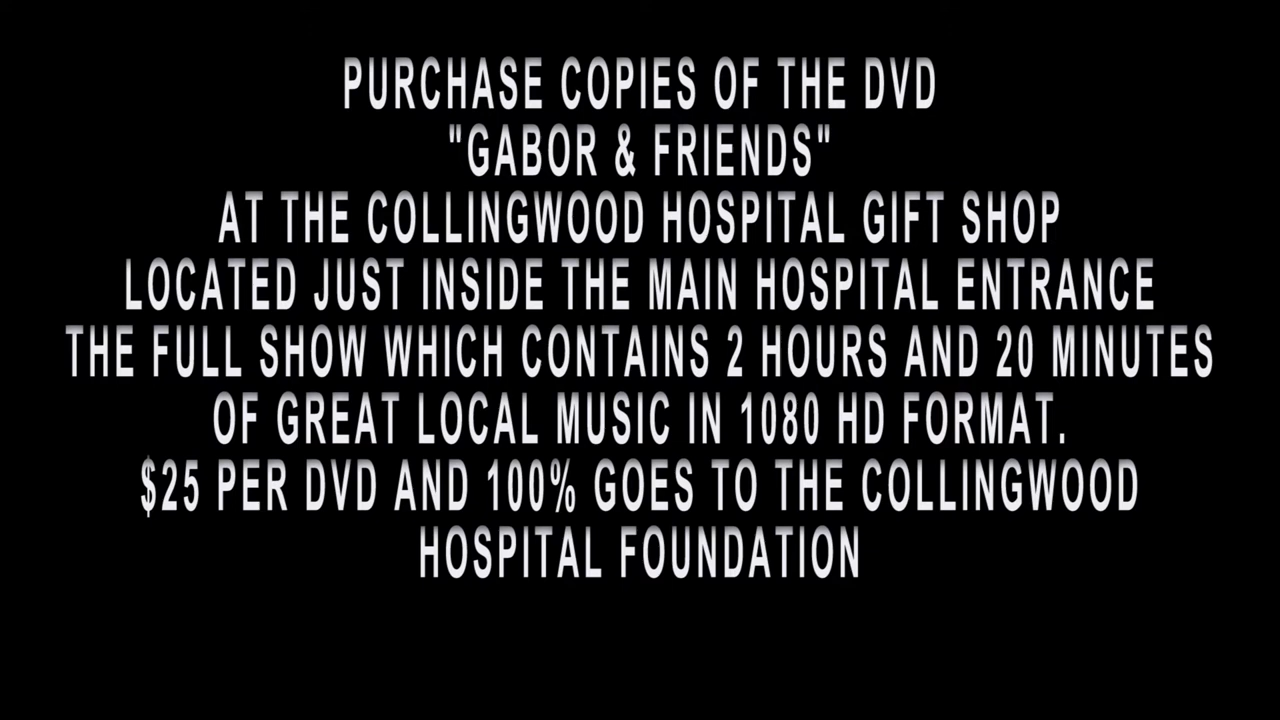 PURCHASE COPIES OF THE DVD
"GABOR & FRIENDS"
AT THE COLLINGWOOD HOSPITAL GIFT SHOP
LOCATED JUST INSIDE THE MAIN HOSPITAL ENTRANCE
THE FULL SHOW WHICH CONTAINS 2 HOURS AND 20 MINUTES
OF GREAT LOCAL MUSIC IN 1080 HD FORMAT.
$25 PER DVD AND 100% GOES TO THE COLLINGWOOD
HOSPITAL FOUNDATION